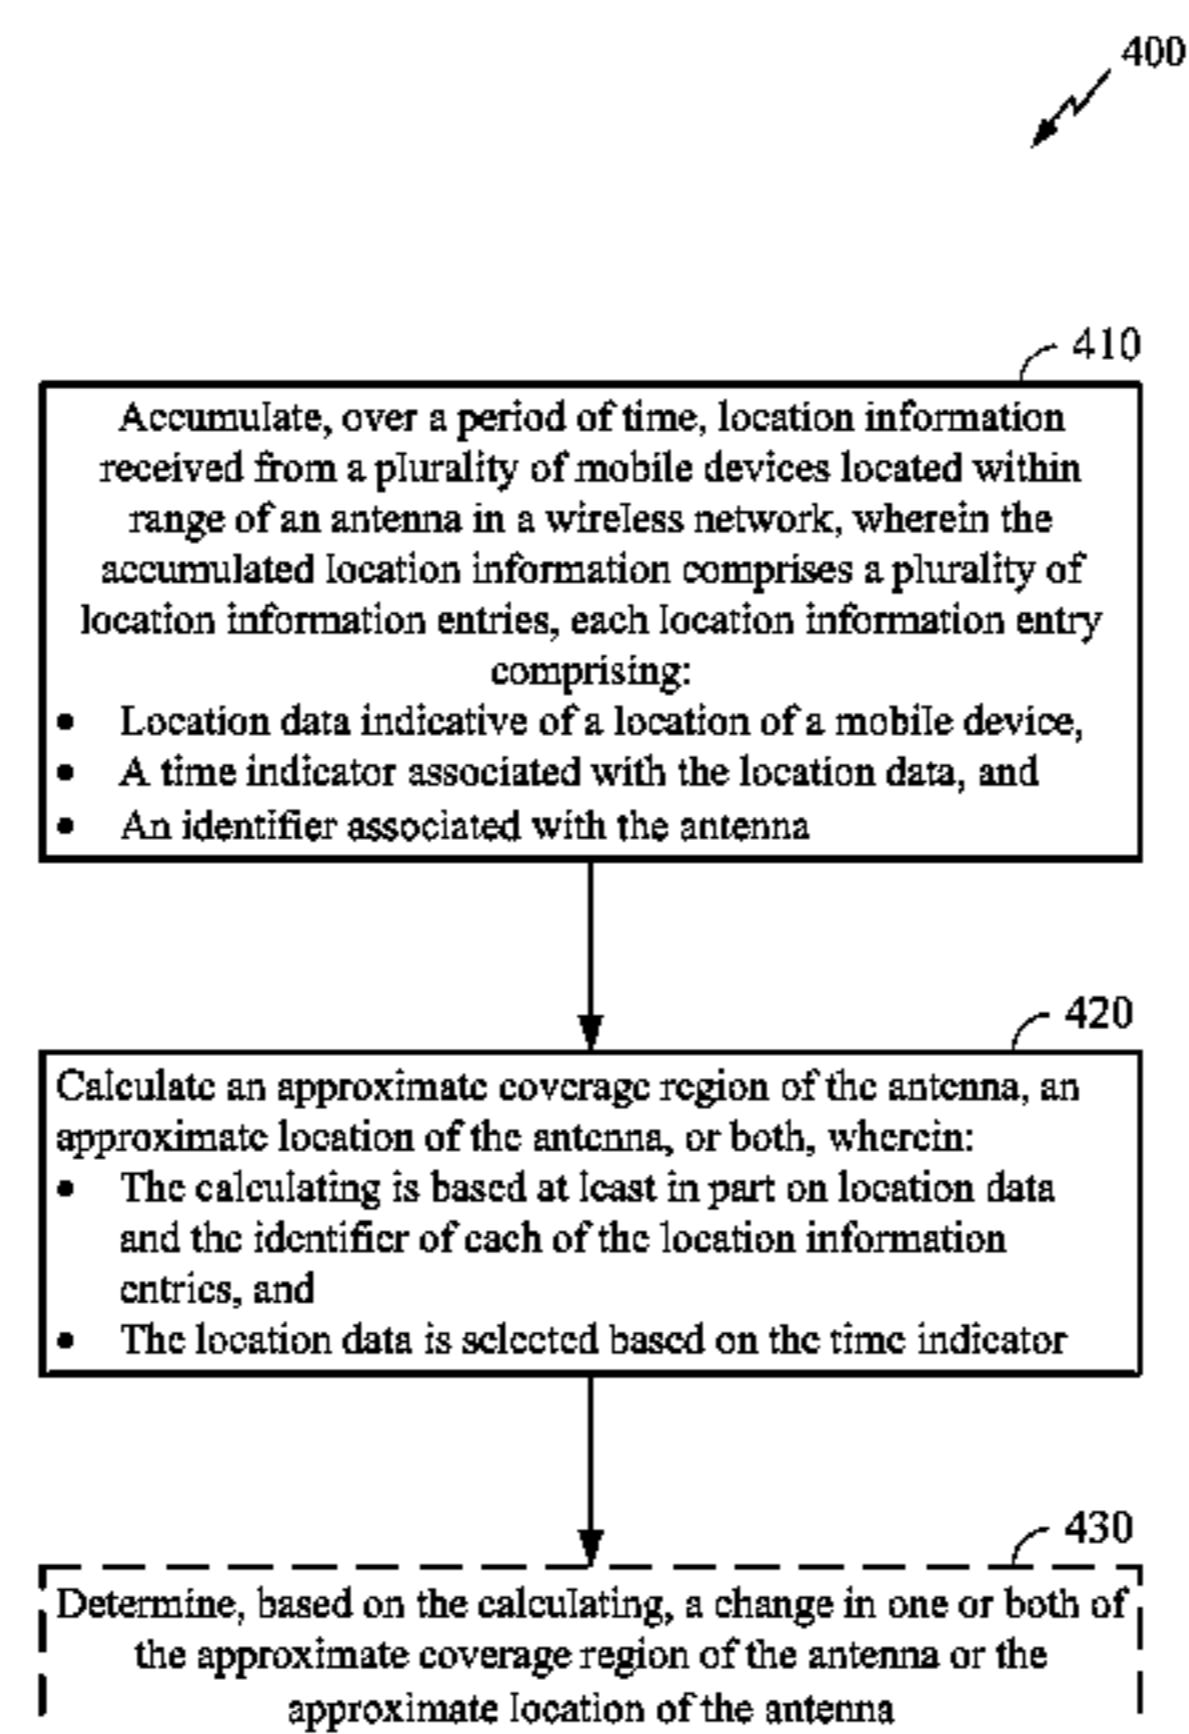 400
410
Accumulate, over a period of time, location information
received from a plurality of mobile devices located within
range of an antenna in a wireless network, wherein the
accumulated location information comprises a plurality of
location information entries, each location information entry
comprising:
• Location data indicative of a location of a mobile device,
• A time indicator associated with the location data, and
• An identifier associated with the antenna
420
Calculate an approximate coverage region of the antenna, an
approximate location of the antenna, or both, wherein:
• The calculating is based at least in part on location data
and the identifier of each of the location information
entries, and
• The location data is selected based on the time indicator
430
Determine, based on the calculating, a change in one or both of
the approximate coverage region of the antenna or the
approximate location of the antenna